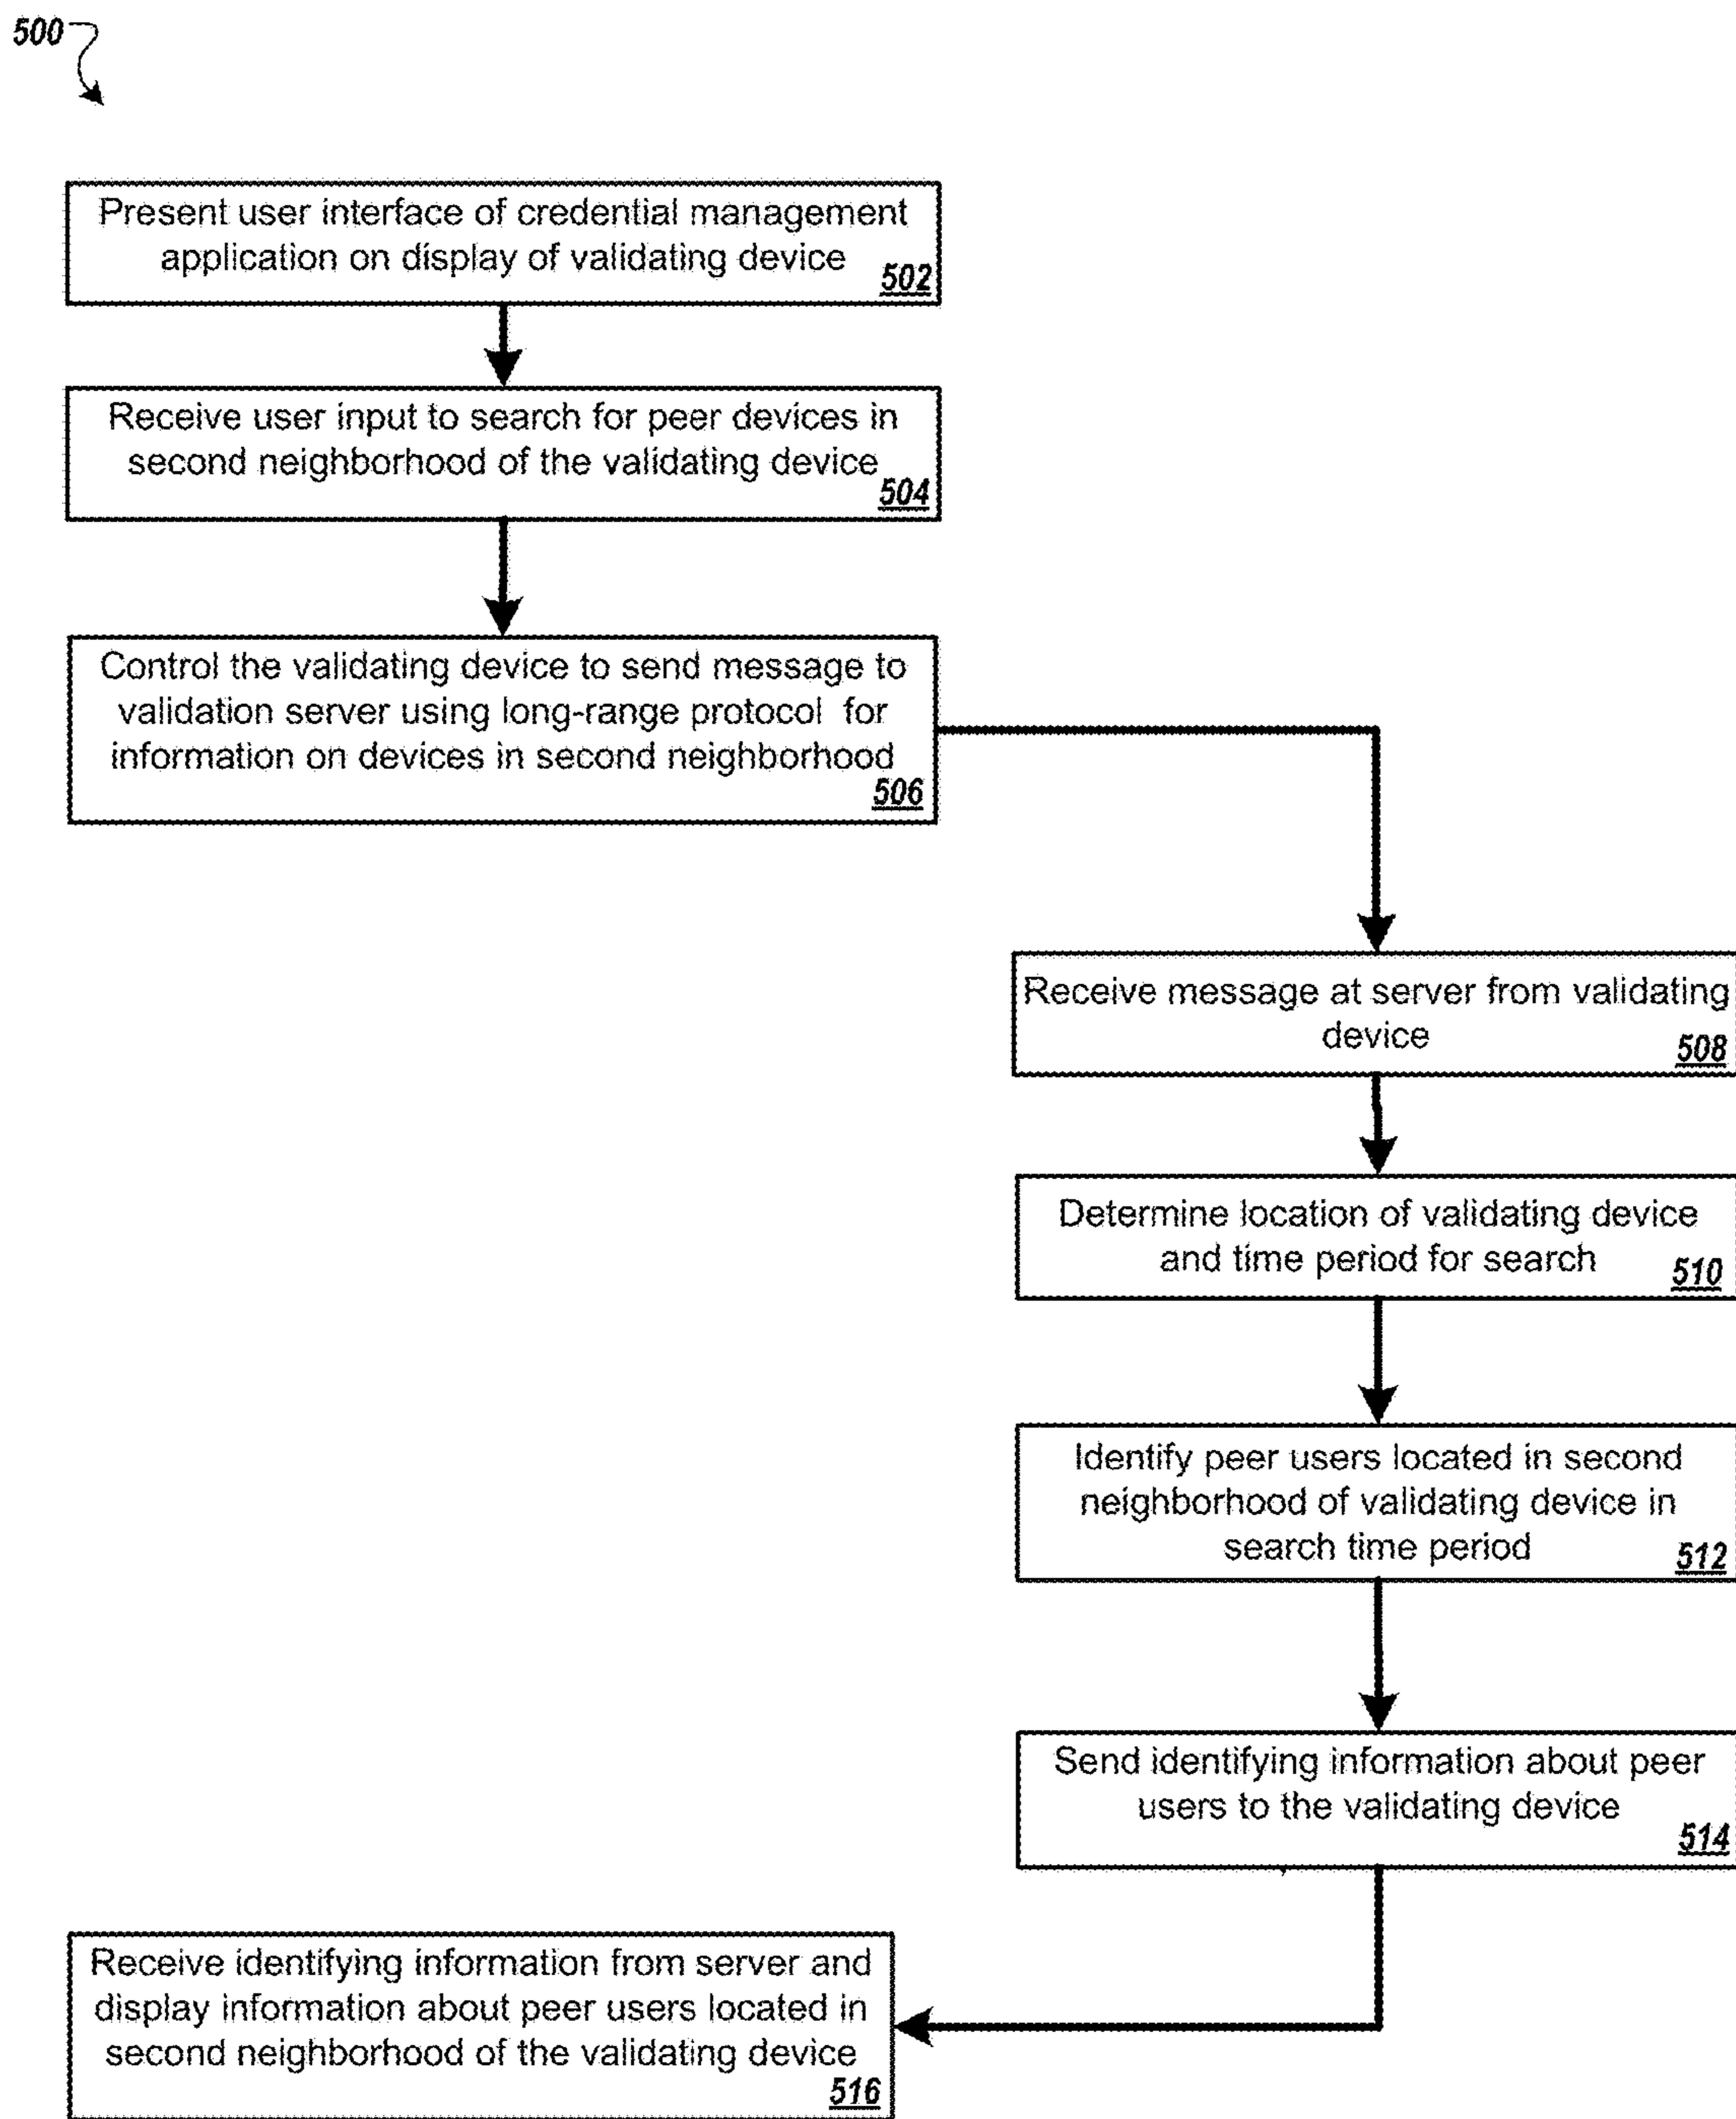 500
Present user interface of credential management
application on display of validating device
502
Receive user input to search for peer devices in
second neighborhood of the validating device
504
Control the validating device to send message to
validation server using long-range protocol for
information on devices in second neighborhood
506
Receive message at server from validating
device
508
Determine location of validating device
and time period for search
510
Identify peer users located in second
neighborhood of validating device in
search time period
512
Send identifying information about peer
users to the validating device
514
Receive identifying information from server and
display information about peer users located in
second neighborhood of the validating device
516